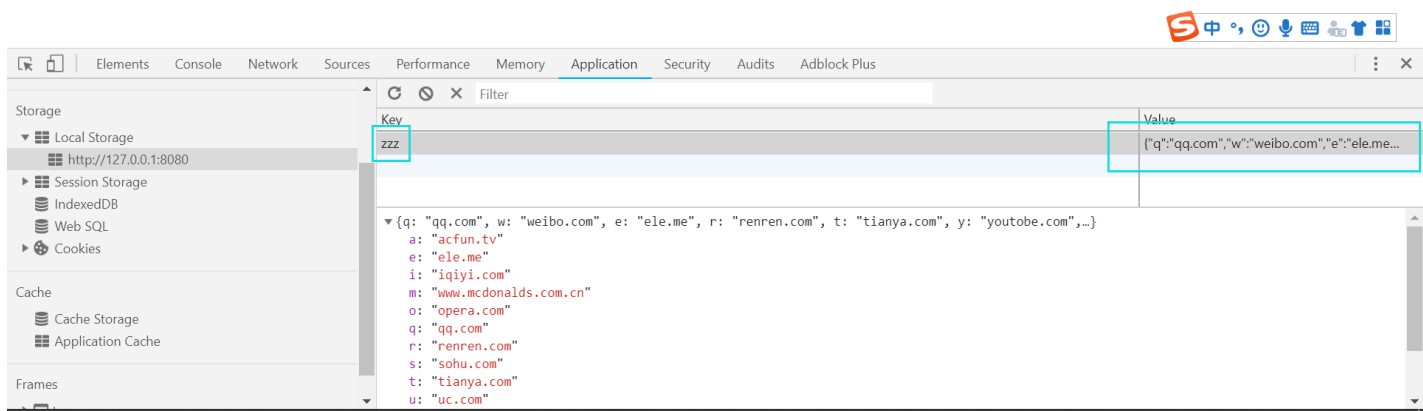 S 中 °,
Elements Console Network Sources Performance Memory Application Security Audits Adblock Plus
Filter
Storage
Local Storage
http://127.0.0.1:8080
Session Storage
IndexedDB
Web SQL
Cookies
Cache
Cache Storage
Application Cache
Frames
Key Value
zzz {"q":"qq.com","w":"weibo.com","e":"ele.me...
{q: "qq.com", w: "weibo.com", e: "ele.me", r: "renren.com", t: "tianya.com", y: "youtobe.com",…}
a: "acfun.tv"
e: "ele.me"
i: "iqiyi.com"
m: "www.mcdonalds.com.cn"
o: "opera.com"
q: "qq.com"
r: "renren.com"
s: "sohu.com"
t: "tianya.com"
u: "uc.com"